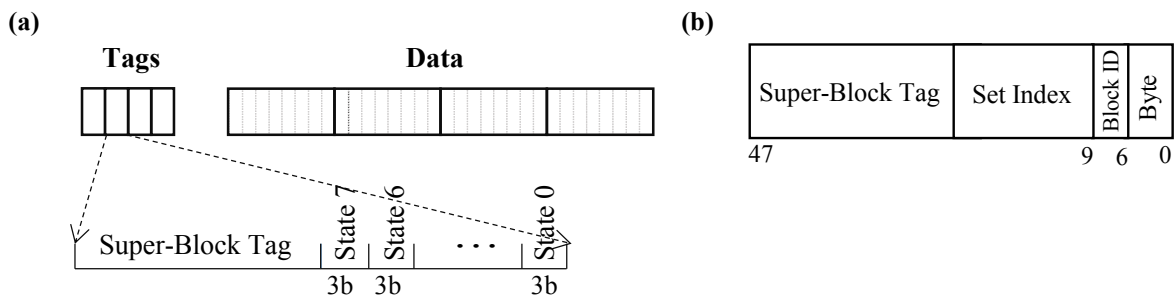 (a)
Tags
Data
Super-Block Tag
State 7
State 6
• • •
State 0
3b
3b
3b
(b)
Super-Block Tag
Set Index
Block ID
Byte
47
9
6
0